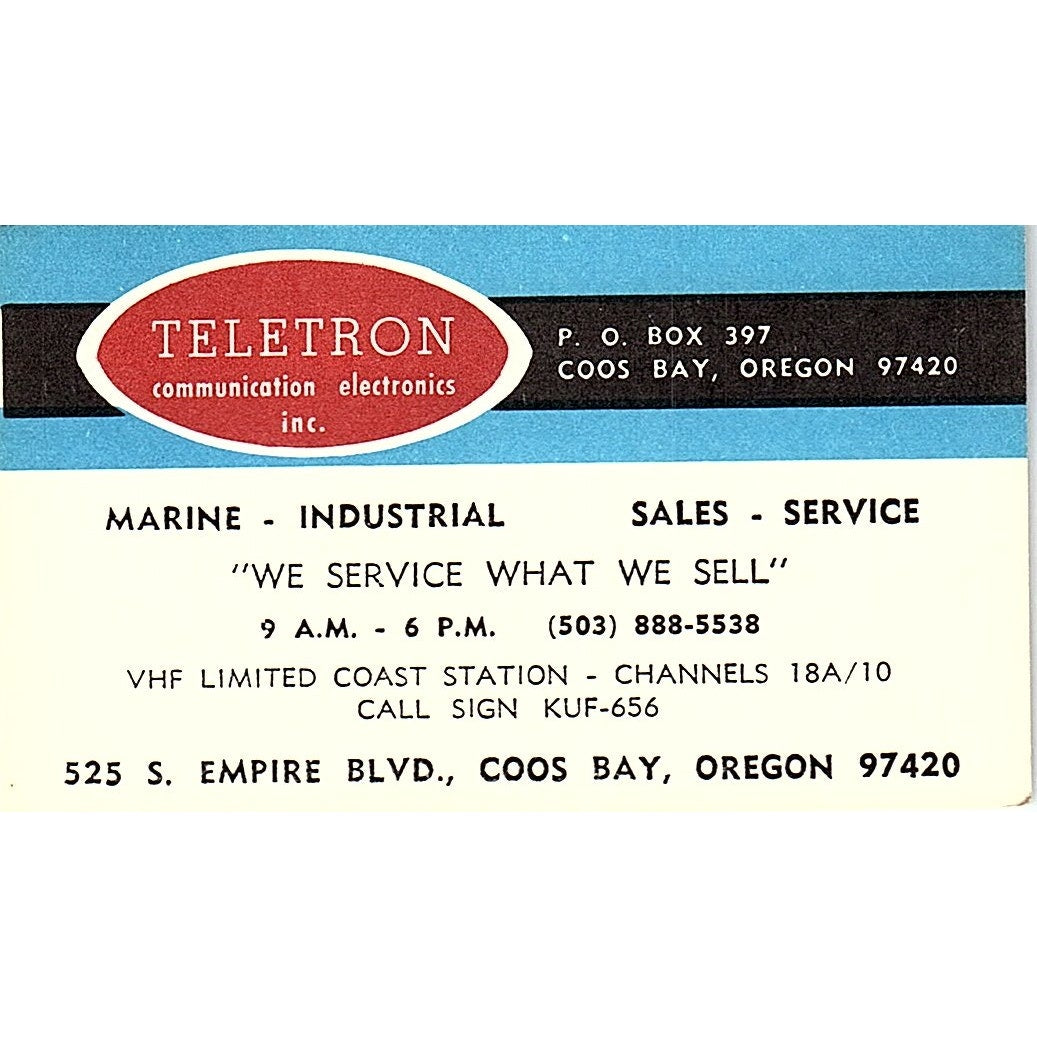 TELETRON
communication electronics
inc.
P. O. BOX 397
COOS BAY, OREGON 97420
MARINE - INDUSTRIAL SALES - SERVICE
"WE SERVICE WHAT WE SELL"
9 A.M. - 6 P.M. (503) 888-5538
VHF LIMITED COAST STATION - CHANNELS 18A/10
CALL SIGN KUF-656
525 S. EMPIRE BLVD., COOS BAY, OREGON 97420